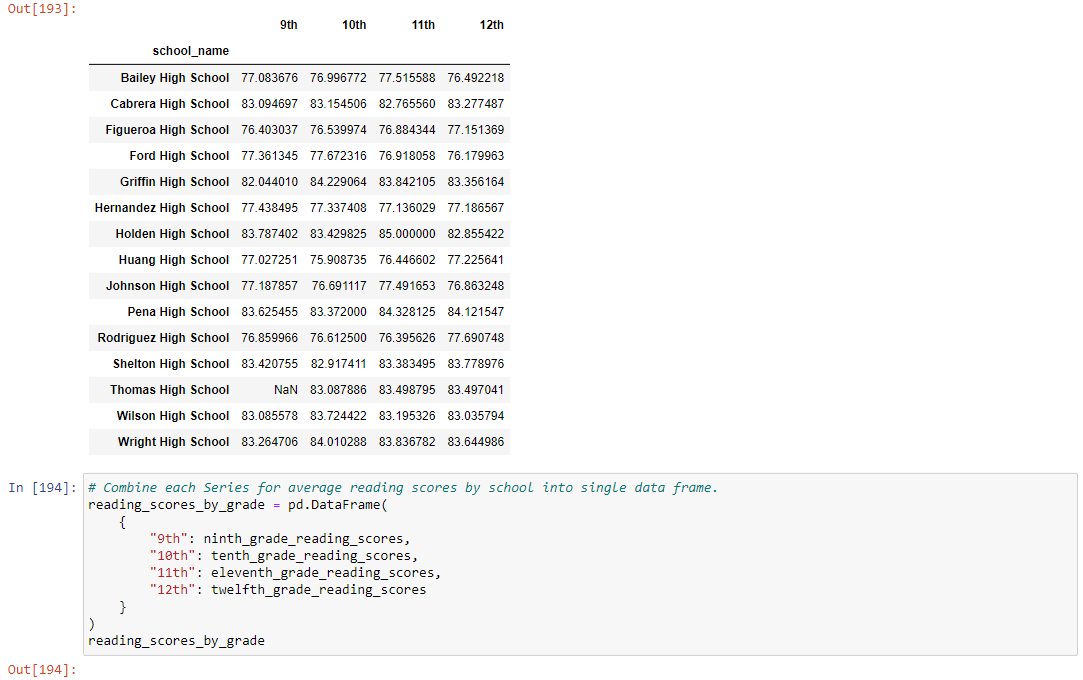 Out[193]:
9th 10th 11th 12th
school_name
Bailey High School 77.083676 76.996772 77.515588 76.492218
Cabrera High School 83.094697 83.154506 82.765560 83.277487
Figueroa High School 76.403037 76.539974 76.884344 77.151369
Ford High School 77.361345 77.672316 76.918058 76.179963
Griffin High School 82.044010 84.229064 83.842105 83.356164
Hernandez High School 77.438495 77.337408 77.136029 77.186567
Holden High School 83.787402 83.429825 85.000000 82.855422
Huang High School 77.027251 75.908735 76.446602 77.225641
Johnson High School 77.187857 76.691117 77.491653 76.863248
Pena High School 83.625455 83.372000 84.328125 84.121547
Rodriguez High School 76.859966 76.612500 76.395626 77.690748
Shelton High School 83.420755 82.917411 83.383495 83.778976
Thomas High School NaN 83.087886 83.498795 83.497041
Wilson High School 83.085578 83.724422 83.195326 83.035794
Wright High School 83.264706 84.010288 83.836782 83.644986
In [194]: # Combine each Series for average reading scores by school into single data frame.
reading_scores_by_grade = pd.DataFrame(
{
"9th": ninth_grade_reading_scores,
"10th": tenth_grade_reading_scores,
"11th": eleventh_grade_reading_scores,
"12th": twelfth_grade_reading_scores
}
)
reading_scores_by_grade
Out[194]: